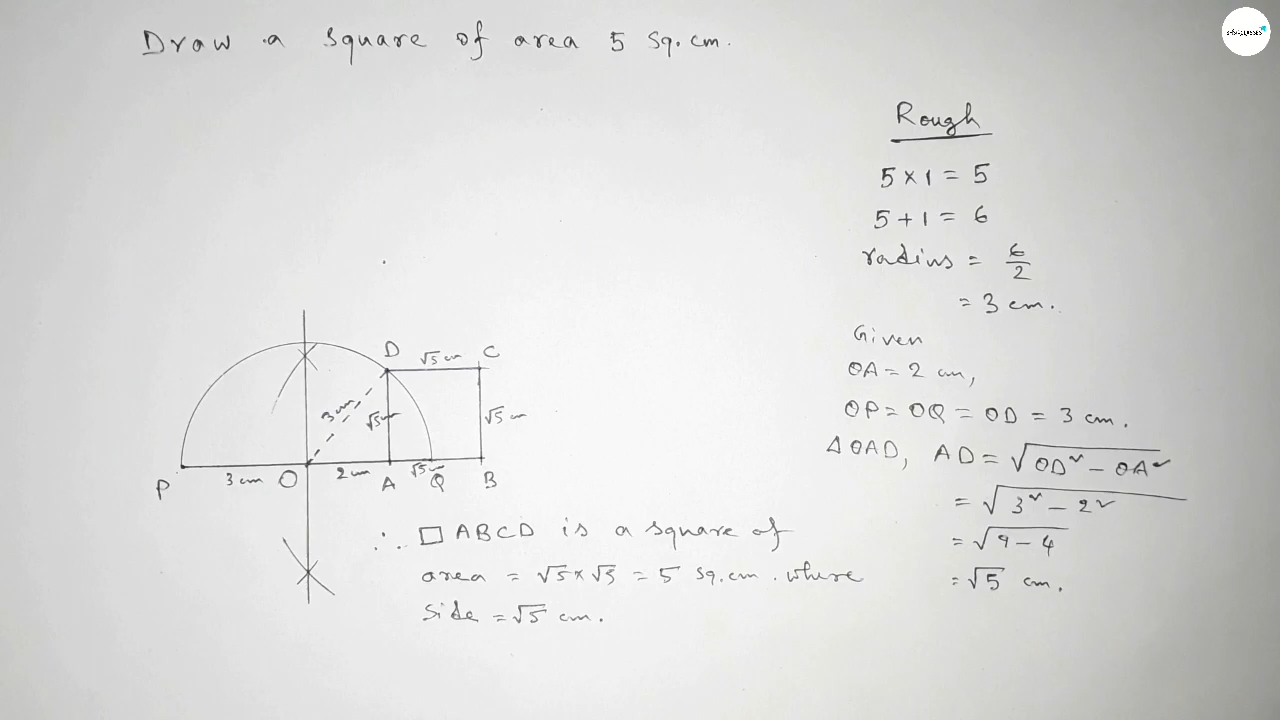 Draw a square of area 5 sq.cm.
Rough
5 × 1 = 5
5 + 1 = 6
radius = 6/2
= 3 cm.
Given
OA = 2 cm,
OP = OQ = OD = 3 cm.
Δ OAD, AD = √OD² - OA²
= √3² - 2²
= √9 - 4
= √5 cm.
D √5 cm C
3 cm √5 cm √5 cm
P 3 cm O 2 cm A √5 cm Q B
∴ □ ABCD is a square of
area = √5 × √5 = 5 sq.cm. where
side = √5 cm.